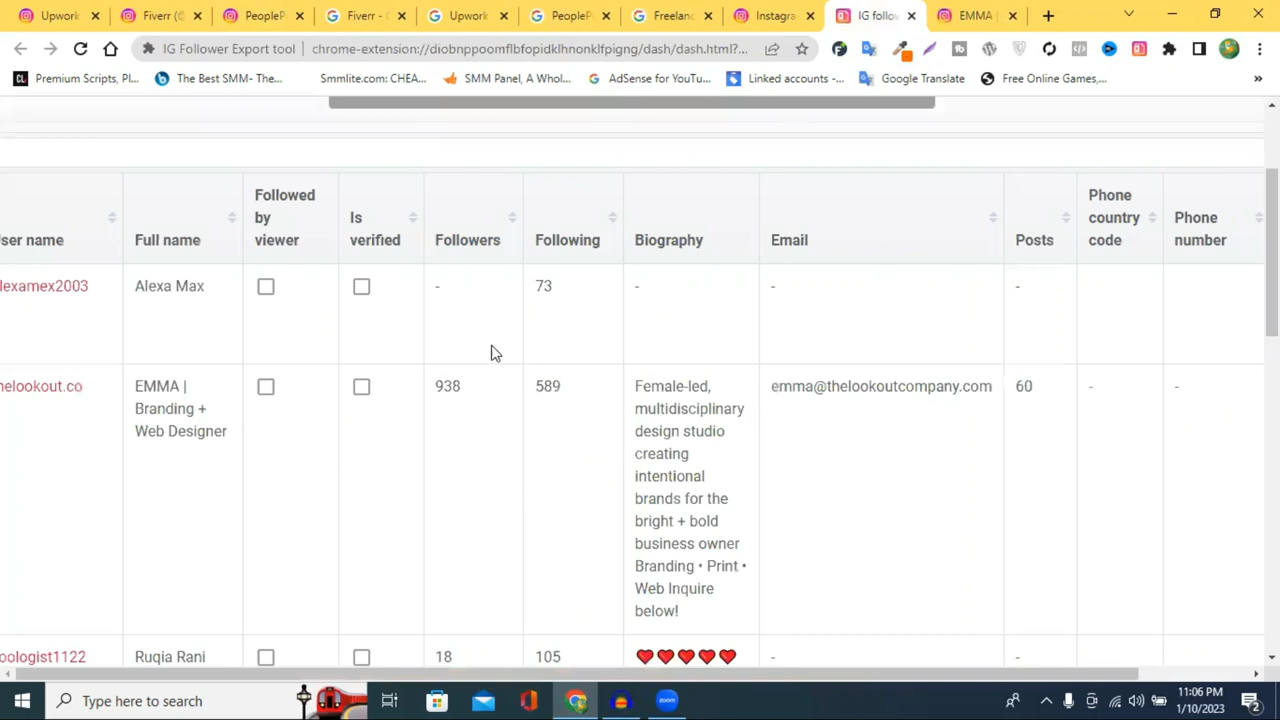 Upwork
Fiverr (
PeopleP
Fiverr -
Upwork
PeopleP
Freelanc
Instagra
IG follow
EMMA |
IG Follower Export tool
chrome-extension://diobnppoomflbfopidklhnonklfpigng/dash/dash.html?...
Premium Scripts, Pl...
The Best SMM- The...
Smmlite.com: CHEA...
SMM Panel, A Whol...
AdSense for YouTu...
Linked accounts -...
Google Translate
Free Online Games,...
»
ser name
Full name
Followed
by
viewer
Is
verified
Followers
Following
Biography
Email
Posts
Phone
country
code
Phone
number
lexamex2003
Alexa Max
-
73
-
-
-
helookout.co
EMMA |
Branding +
Web Designer
938
589
Female-led,
multidisciplinary
design studio
creating
intentional
brands for the
bright + bold
business owner
Branding • Print •
Web Inquire
below!
emma@thelookoutcompany.com
60
-
-
oologist1122
Ruqia Rani
18
105
❤❤❤❤❤
-
-
Type here to search
zoom
11:06 PM
1/10/2023
2